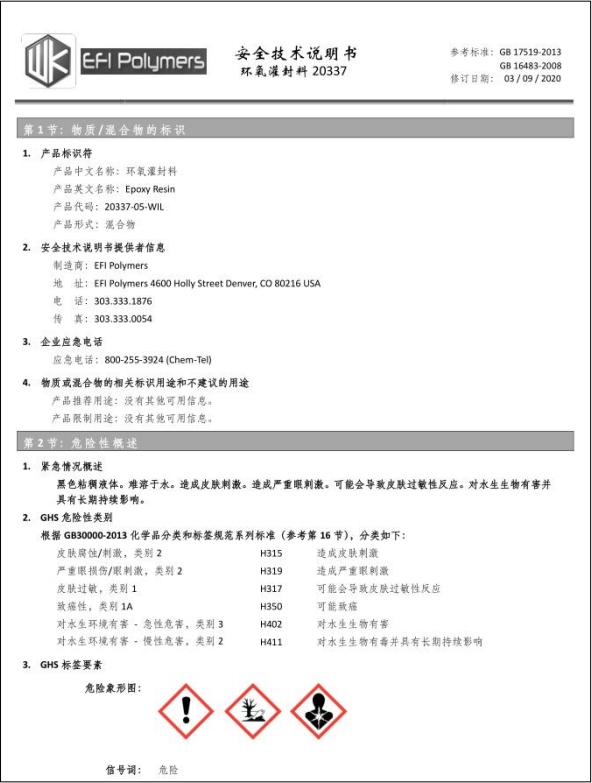 WK
EFI Polymers
安全技术说明书
环氧灌封料 20337
参考标准: GB 17519-2013
GB 16483-2008
修订日期: 03 / 09 / 2020
第 1 节: 物质/混合物的标识
1. 产品标识符
产品中文名称: 环氧灌封料
产品英文名称: Epoxy Resin
产品代码: 20337-05-WIL
产品形式: 混合物
2. 安全技术说明书提供者信息
制造商: EFI Polymers
地 址: EFI Polymers 4600 Holly Street Denver, CO 80216 USA
电 话: 303.333.1876
传 真: 303.333.0054
3. 企业应急电话
应急电话: 800-255-3924 (Chem-Tel)
4. 物质或混合物的相关标识用途和不建议的用途
产品推荐用途: 没有其他可用信息。
产品限制用途: 没有其他可用信息。
第 2 节: 危险性概述
1. 紧急情况概述
黑色粘稠液体。难溶于水。造成皮肤刺激。造成严重眼刺激。可能会导致皮肤过敏性反应。对水生生物有害并
具有长期持续影响。
2. GHS 危险性类别
根据 GB30000-2013 化学品分类和标签规范系列标准（参考第 16 节），分类如下:
皮肤腐蚀/刺激, 类别 2 H315 造成皮肤刺激
严重眼损伤/眼刺激, 类别 2 H319 造成严重眼刺激
皮肤过敏, 类别 1 H317 可能会导致皮肤过敏性反应
致癌性, 类别 1A H350 可能致癌
对水生环境有害 - 急性危害, 类别 3 H402 对水生生物有害
对水生环境有害 - 慢性危害, 类别 2 H411 对水生生物有毒并具有长期持续影响
3. GHS 标签要素
危险象形图:
信号词: 危险